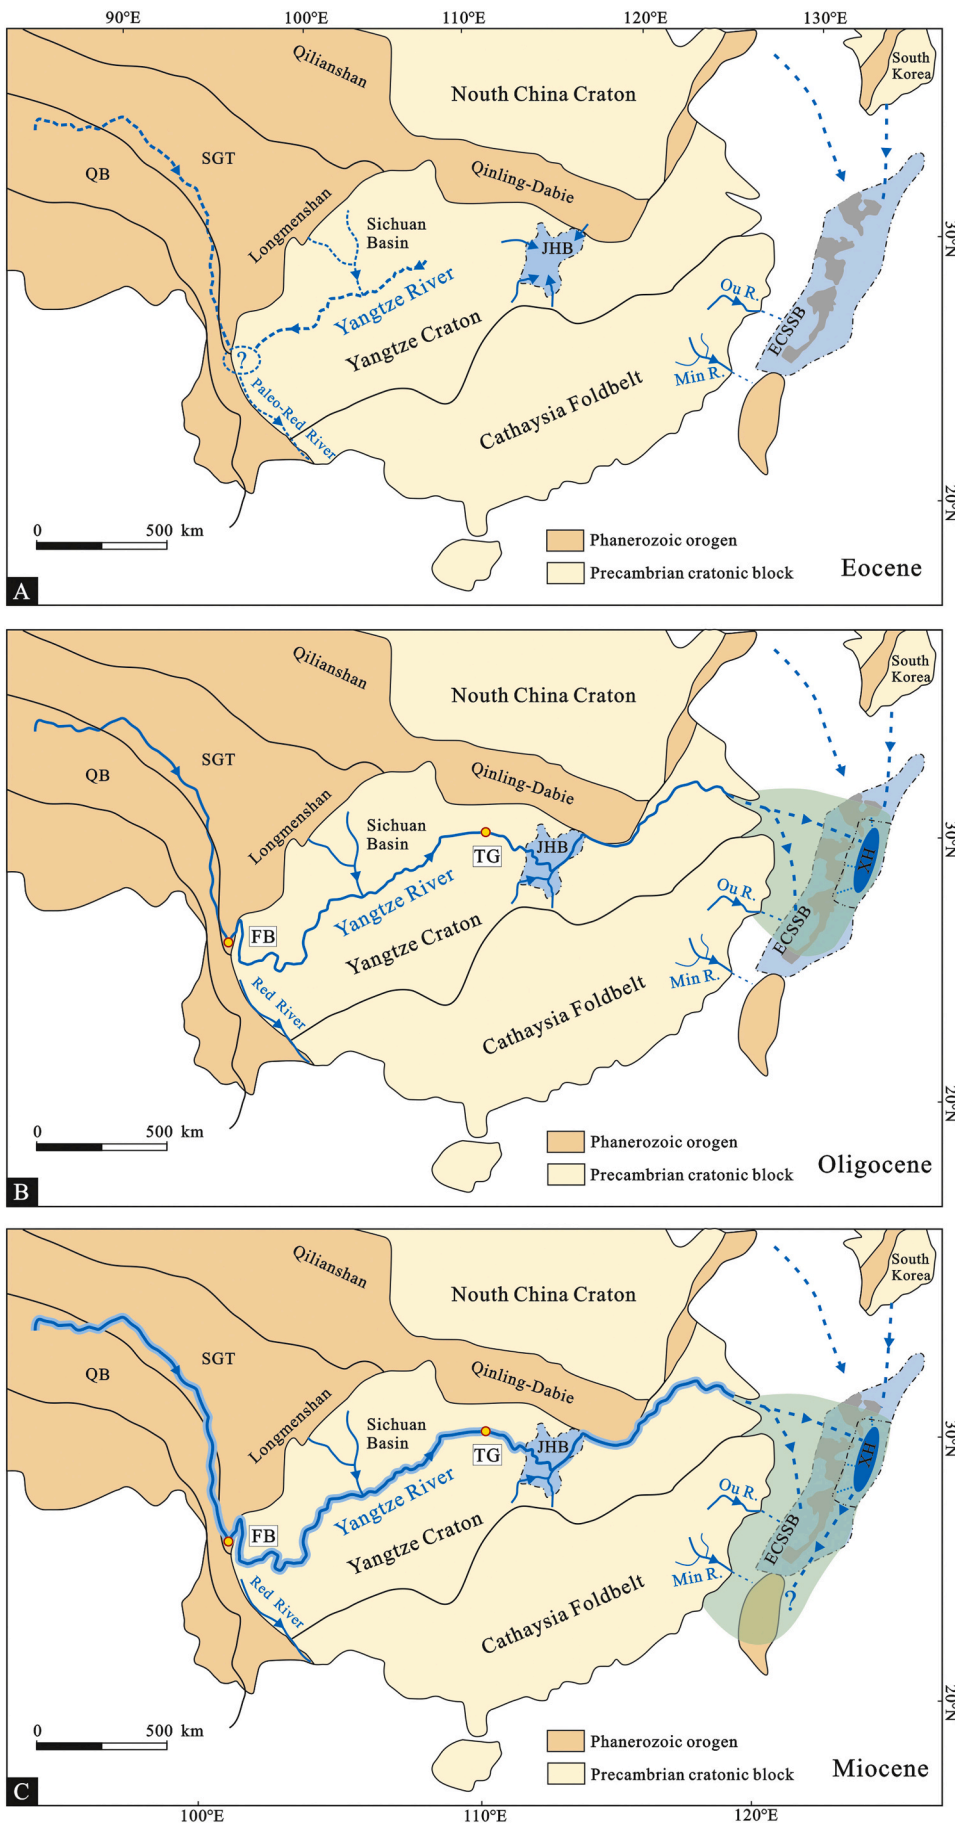 90°E 100°E 110°E 120°E 130°E
Qilianshan
South
Korea
Nouth China Craton
SGT
QB
Qinling-Dabie
Longmenshan
Sichuan
Basin
JHB
30°N
Yangtze River
Ou R.
ECSSB
Yangtze Craton
?
Min R.
Paleo-Red River
Cathaysia Foldbelt
20°N
0 500 km
Phanerozoic orogen
Precambrian cratonic block
Eocene
A
Qilianshan
South
Korea
Nouth China Craton
SGT
QB
Qinling-Dabie
Longmenshan
Sichuan
Basin
TG
JHB
30°N
XH
Yangtze River
Ou R.
ECSSB
FB
Yangtze Craton
Min R.
Red River
Cathaysia Foldbelt
20°N
0 500 km
Phanerozoic orogen
Precambrian cratonic block
Oligocene
B
Qilianshan
South
Korea
Nouth China Craton
SGT
QB
Qinling-Dabie
Longmenshan
Sichuan
Basin
TG
JHB
30°N
XH
Yangtze River
Ou R.
ECSSB
FB
Yangtze Craton
Min R.
?
Red River
Cathaysia Foldbelt
20°N
0 500 km
Phanerozoic orogen
Precambrian cratonic block
Miocene
C
100°E 110°E 120°E